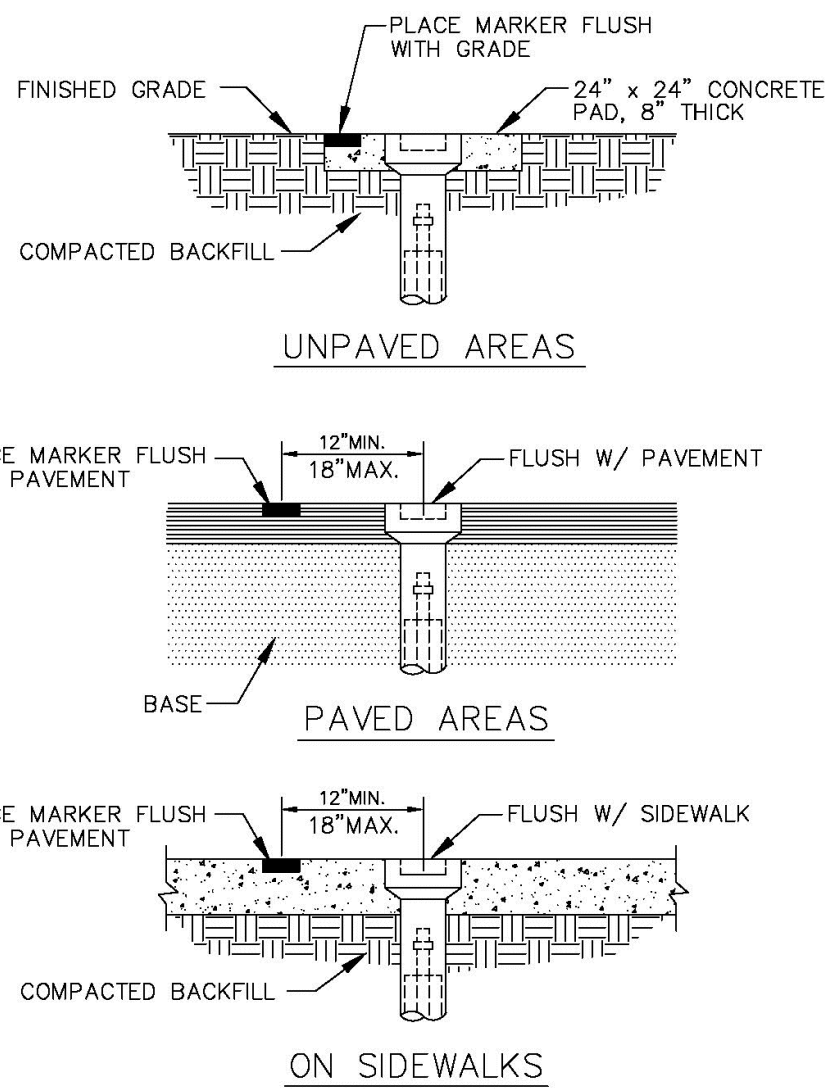 PLACE MARKER FLUSH
WITH GRADE
FINISHED GRADE
24" x 24" CONCRETE
PAD, 8" THICK
COMPACTED BACKFILL
UNPAVED AREAS
CE MARKER FLUSH
PAVEMENT
12"MIN.
18"MAX.
FLUSH W/ PAVEMENT
BASE
PAVED AREAS
CE MARKER FLUSH
PAVEMENT
12"MIN.
18"MAX.
FLUSH W/ SIDEWALK
COMPACTED BACKFILL
ON SIDEWALKS